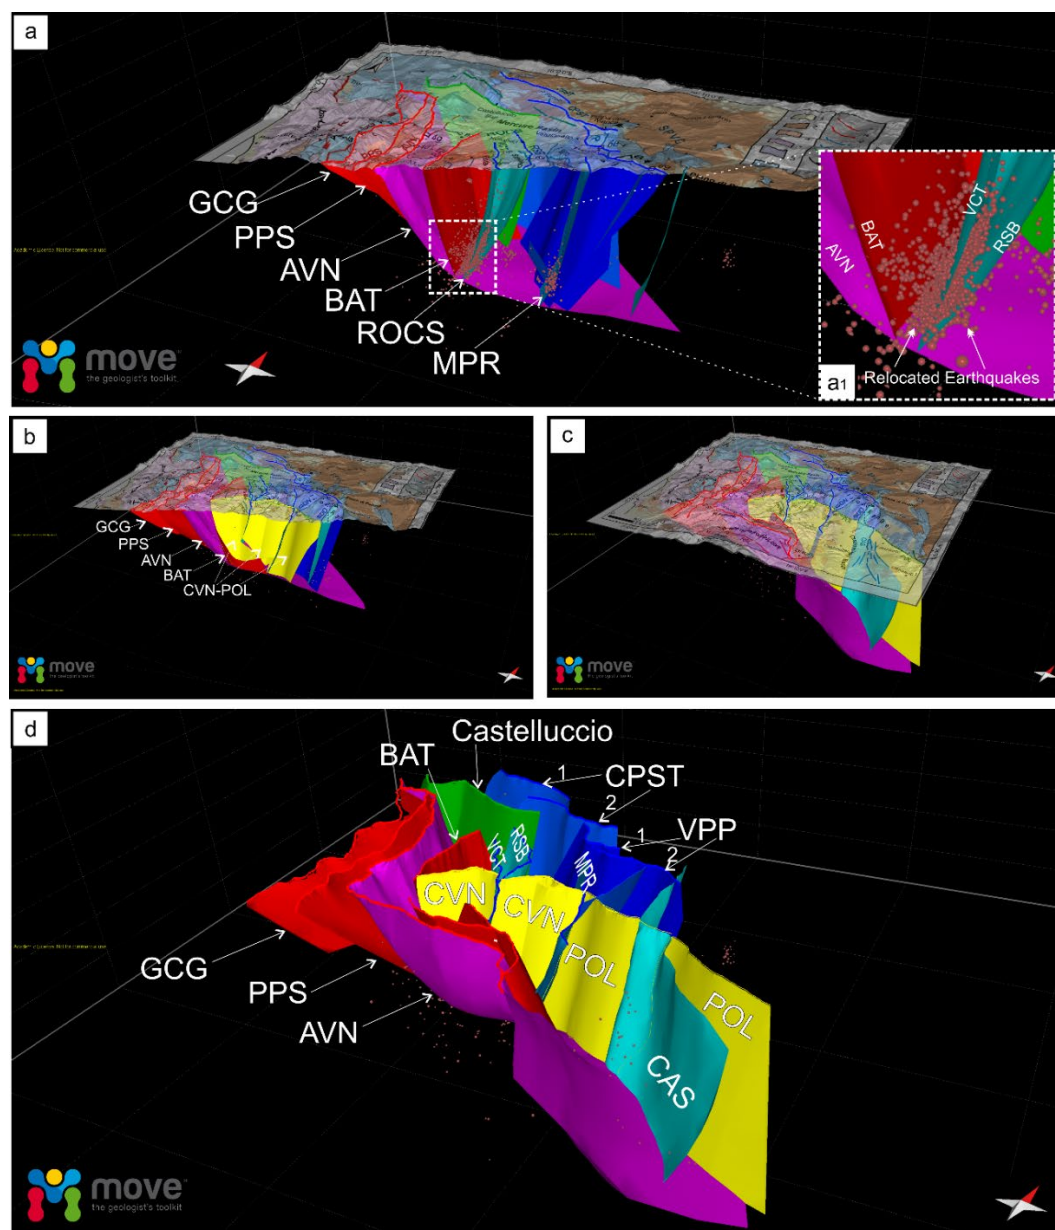 a
GCG
PPS
AVN
BAT
ROCS
MPR
AVN
BAT
VCT
RSB
Relocated Earthquakes
a1
move
the geologist's toolkit
b
GCG
PPS
AVN
BAT
CVN-POL
move
the geologist's toolkit
c
move
the geologist's toolkit
d
Castelluccio
BAT
1
CPST
2
1
VPP
2
VCT
RSB
MPR
CVN
CVN
POL
POL
CAS
GCG
PPS
AVN
move
the geologist's toolkit